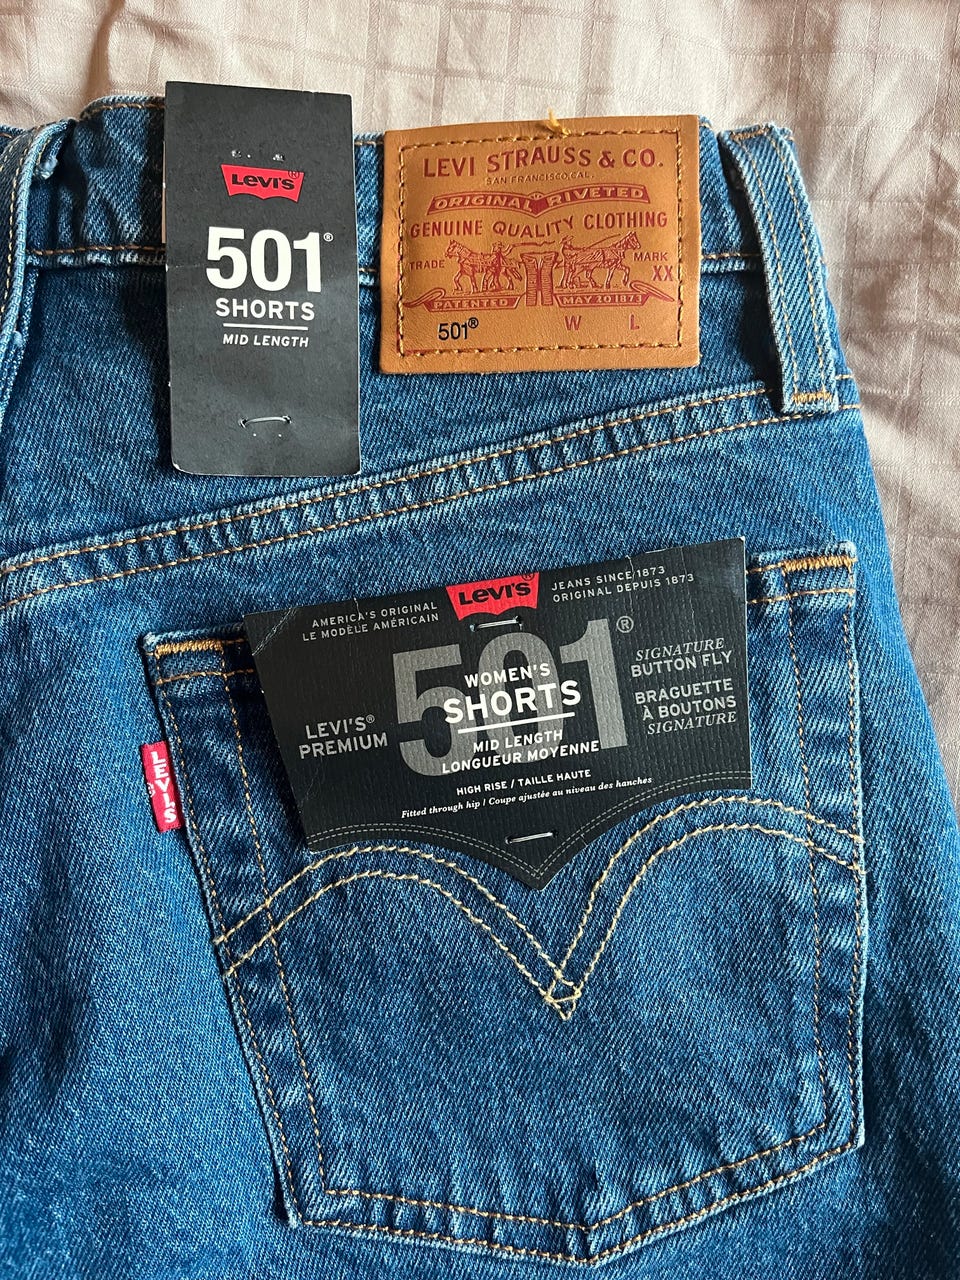 Levi's®
501®
SHORTS
MID LENGTH
LEVI STRAUSS & CO.
SAN FRANCISCO, CAL.
ORIGINAL RIVETED
GENUINE QUALITY CLOTHING
TRADE MARK
XX
PATENTED MAY 20 1873
501® W L
Levi's®
AMERICA'S ORIGINAL
LE MODÈLE AMÉRICAIN
JEANS SINCE/1873
ORIGINAL DEPUIS 1873
501®
WOMEN'S
SHORTS
MID LENGTH
LONGUEUR MOYENNE
LEVI'S®
PREMIUM
SIGNATURE
BUTTON FLY
BRAGUETTE
À BOUTONS
SIGNATURE
HIGH RISE / TAILLE HAUTE
Fitted through hip / Coupe ajustée au niveau des hanches
LEVI'S